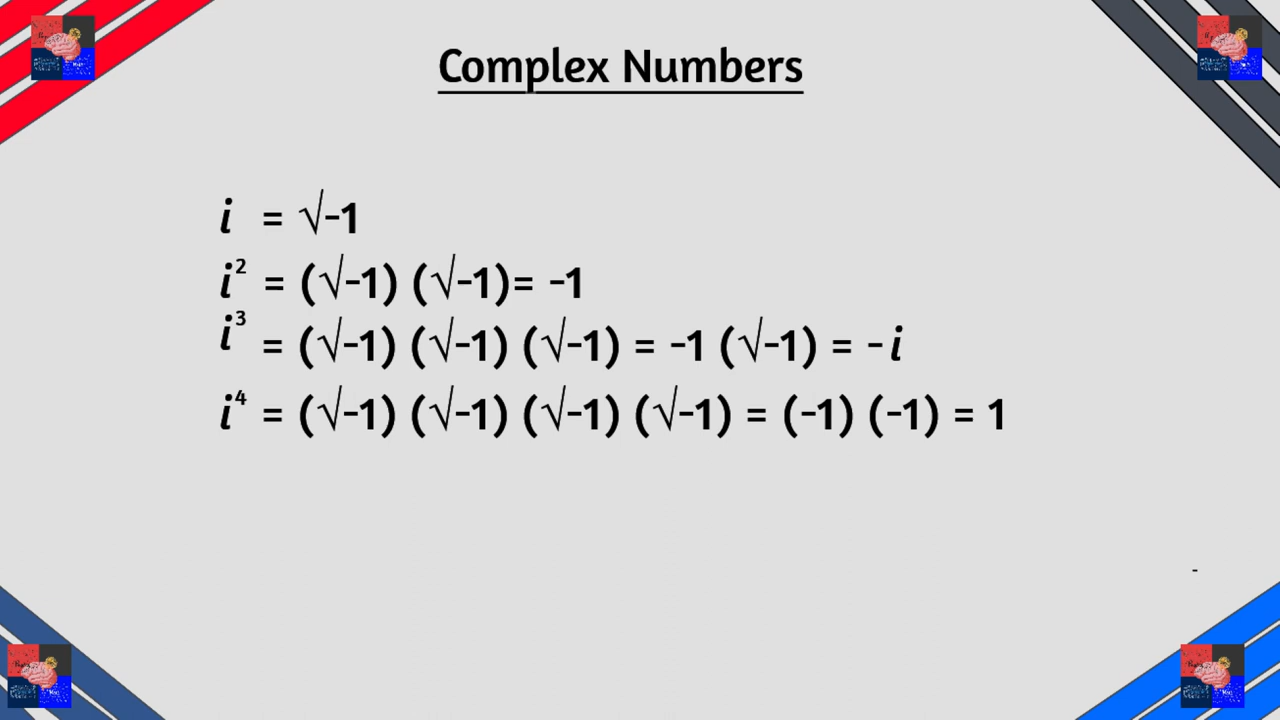 Complex Numbers
i = √-1
i² = (√-1) (√-1)= -1
i³ = (√-1) (√-1) (√-1) = -1 (√-1) = -i
i⁴ = (√-1) (√-1) (√-1) (√-1) = (-1) (-1) = 1
-